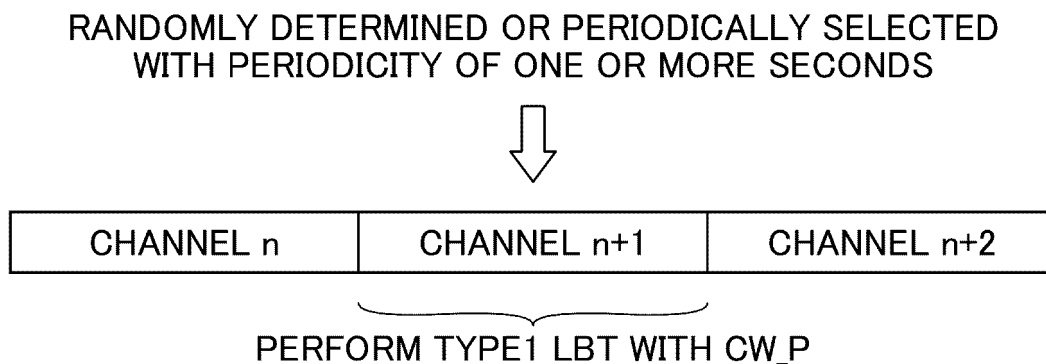 RANDOMLY DETERMINED OR PERIODICALLY SELECTED
WITH PERIODICITY OF ONE OR MORE SECONDS
CHANNEL n
CHANNEL n+1
CHANNEL n+2
PERFORM TYPE1 LBT WITH CW_P